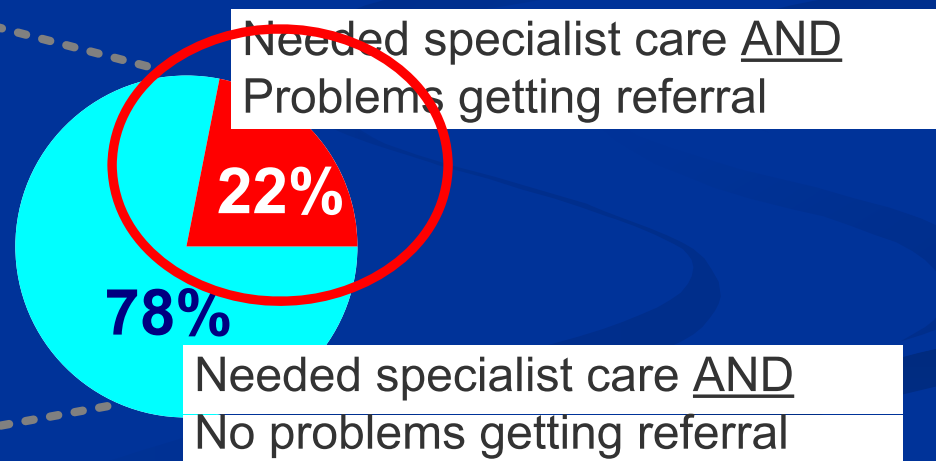 Needed specialist care AND
Problems getting referral
22%
78%
Needed specialist care AND
No problems getting referral